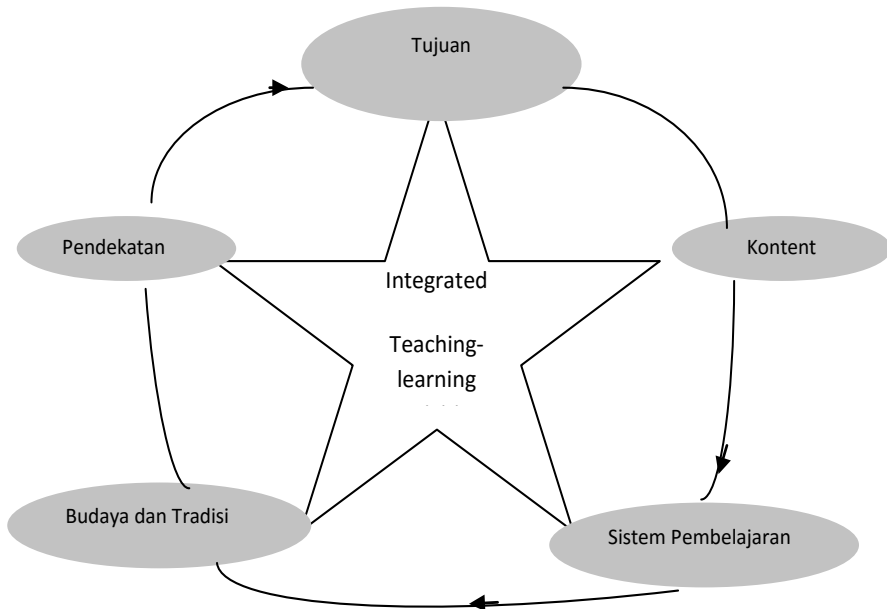 Tujuan
Pendekatan
Kontent
Integrated
Teaching-
learning
Budaya dan Tradisi
Sistem Pembelajaran